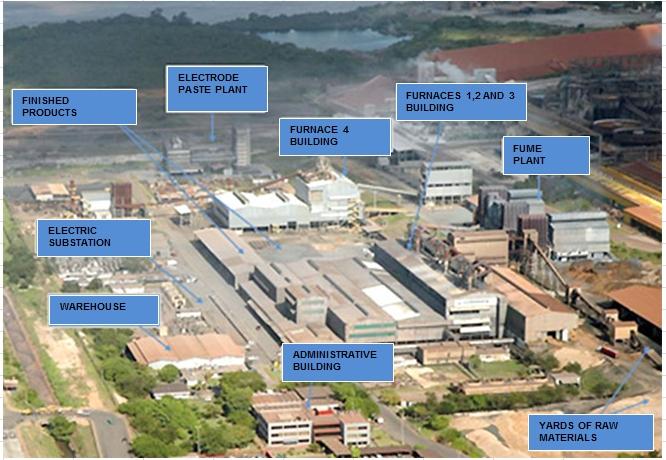 ELECTRODE
PASTE PLANT
FINISHED
PRODUCTS
FURNACES 1,2 AND 3
BUILDING
FURNACE 4
BUILDING
FUME
PLANT
ELECTRIC
SUBSTATION
WAREHOUSE
ADMINISTRATIVE
BUILDING
YARDS OF RAW
MATERIALS